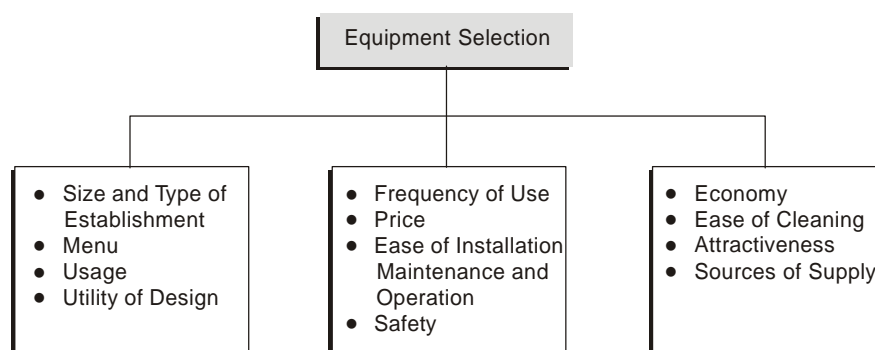 Equipment Selection
● Size and Type of
Establishment
● Menu
● Usage
● Utility of Design
● Frequency of Use
● Price
● Ease of Installation
Maintenance and
Operation
● Safety
● Economy
● Ease of Cleaning
● Attractiveness
● Sources of Supply